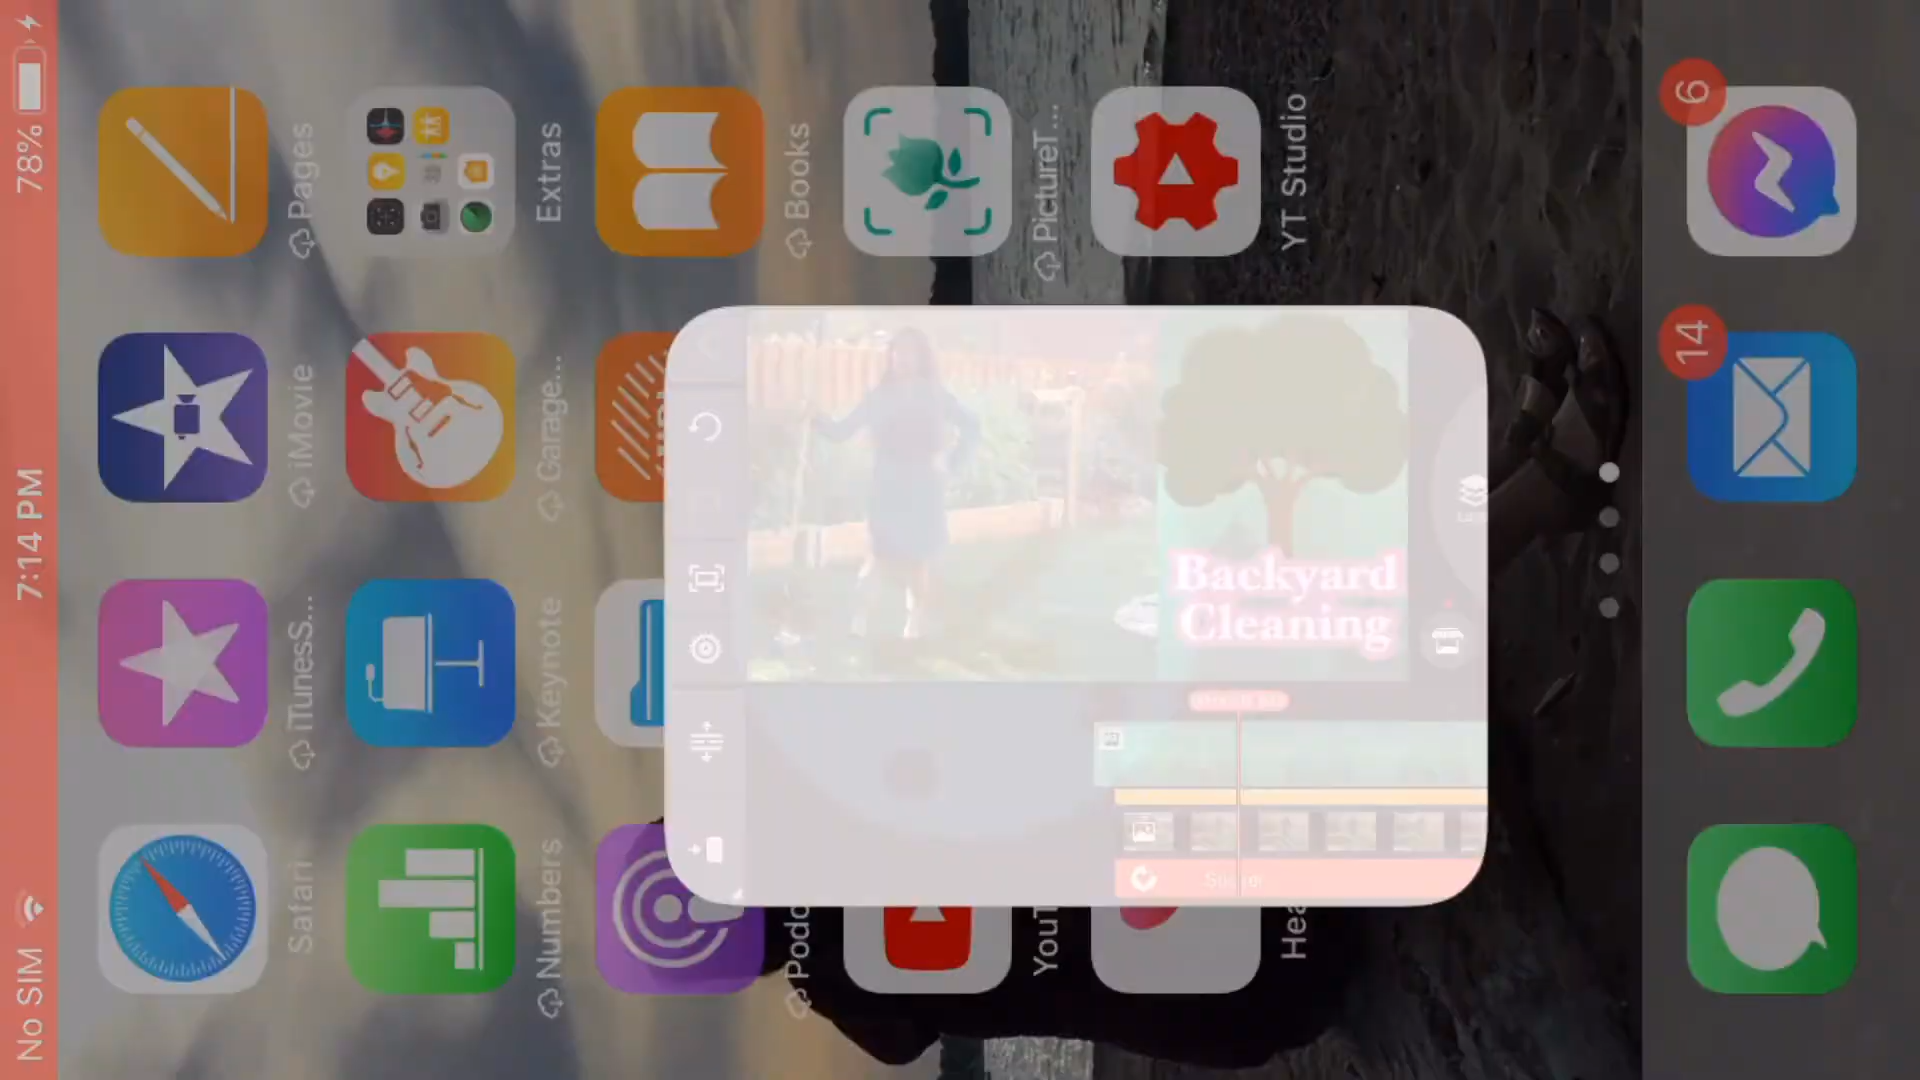 No SIM
7:14 PM
78%
Safari
iTunesS...
iMovie
Pages
Numbers
Keynote
Garage...
Extras
Podc
Books
YouT
PictureT...
Hea
YT Studio
6
14
Backyard
Cleaning